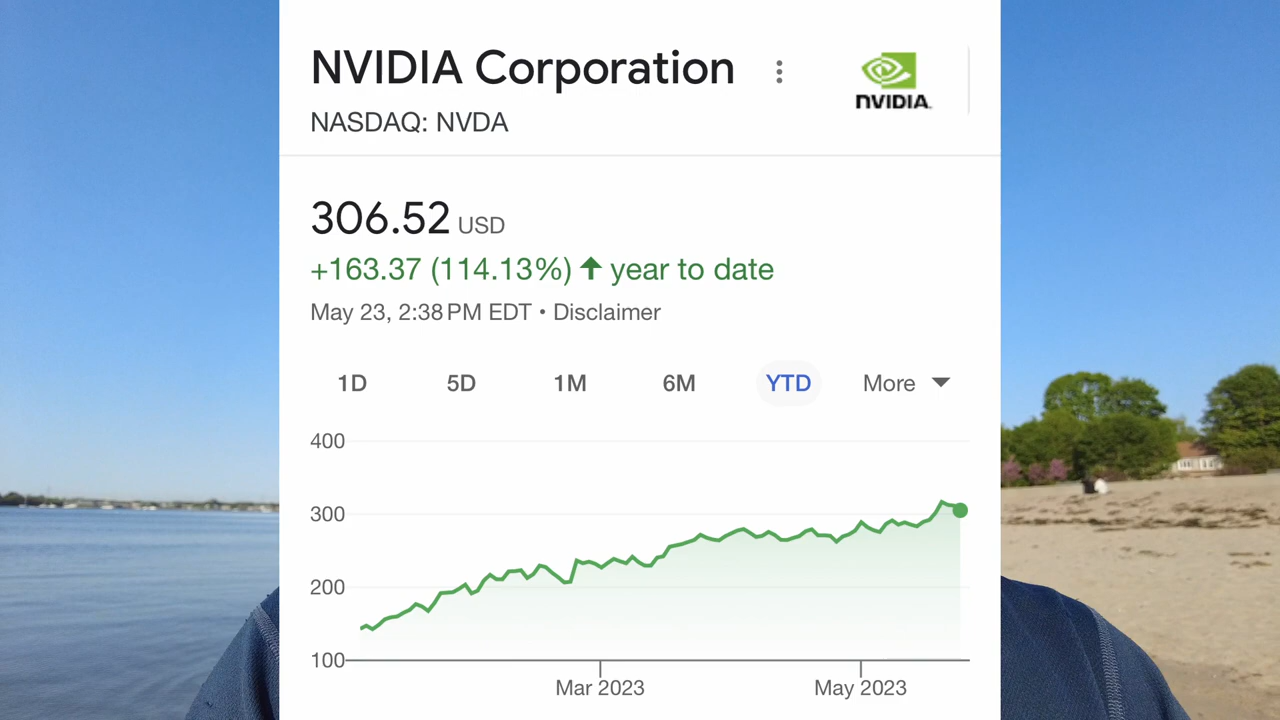 NVIDIA Corporation
NVIDIA.
NASDAQ: NVDA
306.52 USD
+163.37 (114.13%) ↑ year to date
May 23, 2:38 PM EDT • Disclaimer
1D 5D 1M 6M YTD More
400
300
200
100
Mar 2023 May 2023